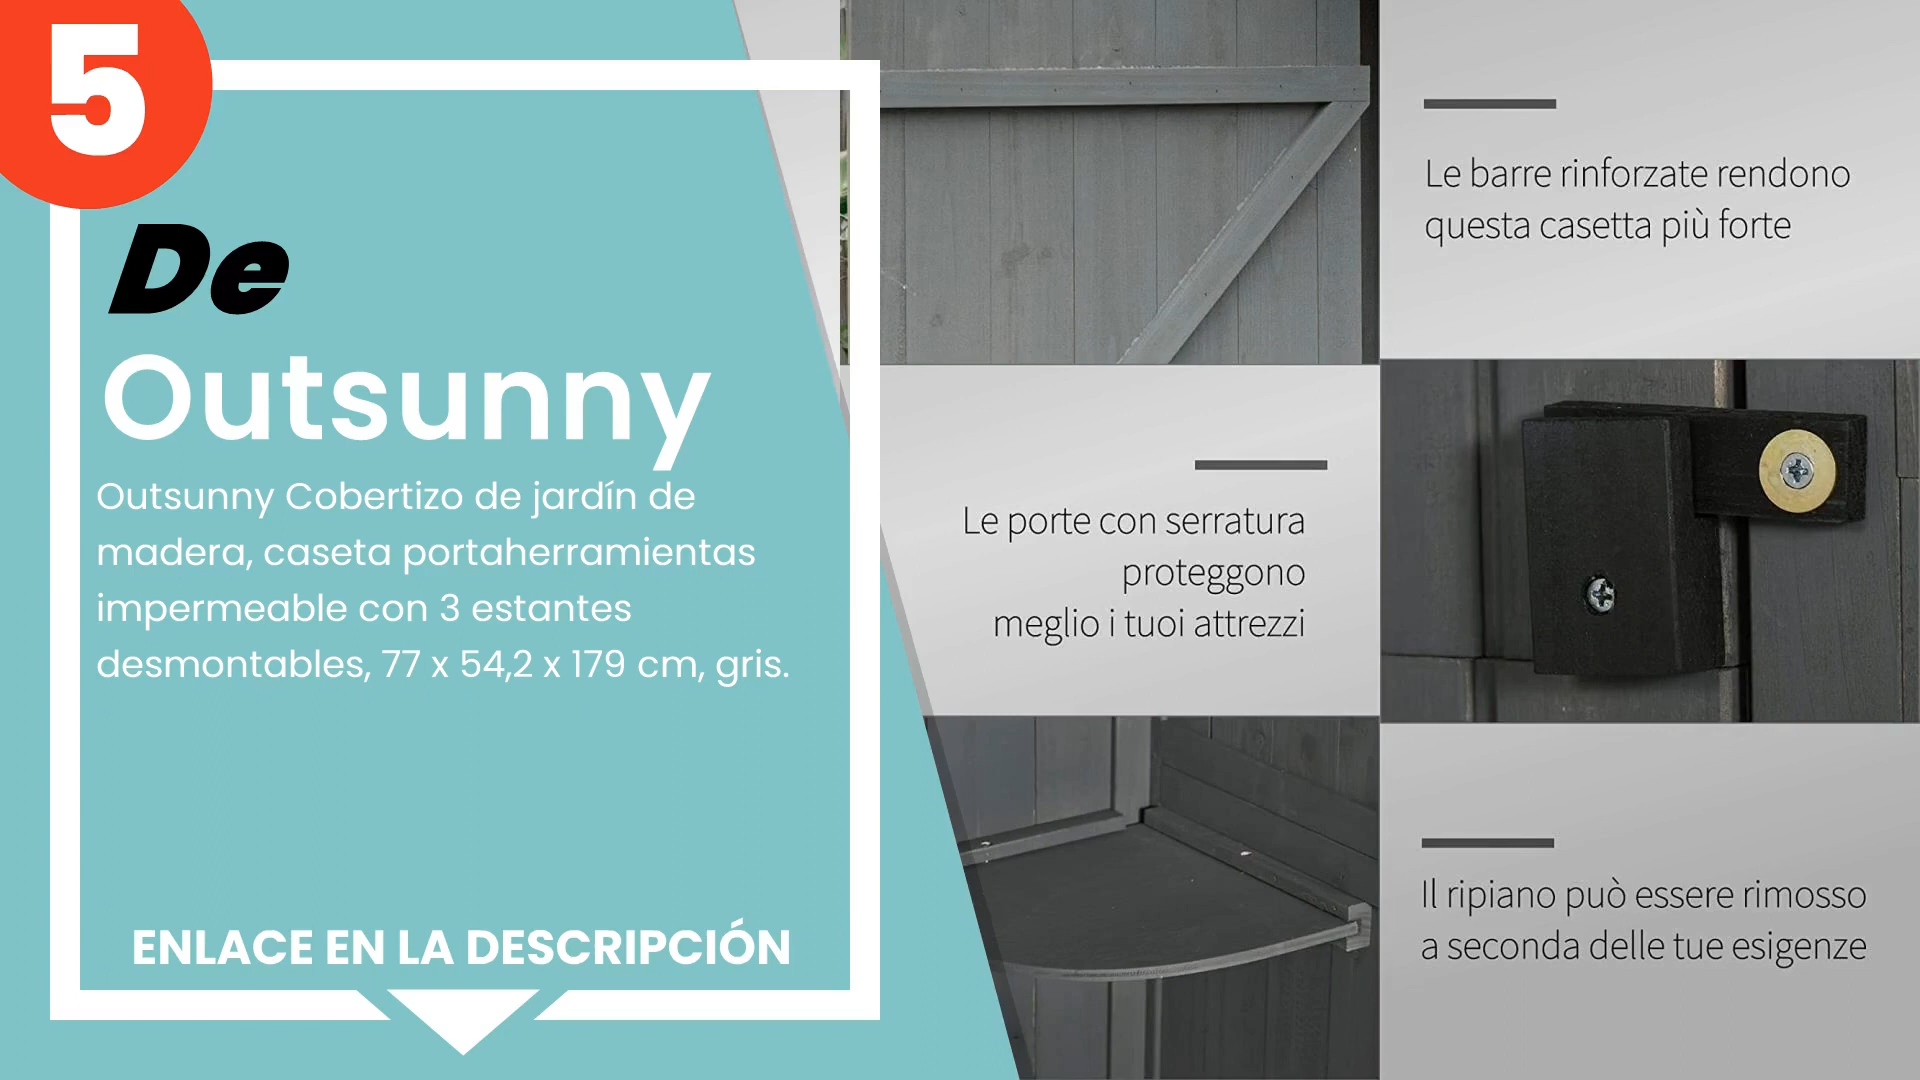 5
De
Outsunny
Outsunny Cobertizo de jardín de
madera, caseta portaherramientas
impermeable con 3 estantes
desmontables, 77 x 54,2 x 179 cm, gris.
ENLACE EN LA DESCRIPCIÓN
Le barre rinforzate rendono
questa casetta più forte
Le porte con serratura
proteggono
meglio i tuoi attrezzi
Il ripiano può essere rimosso
a seconda delle tue esigenze